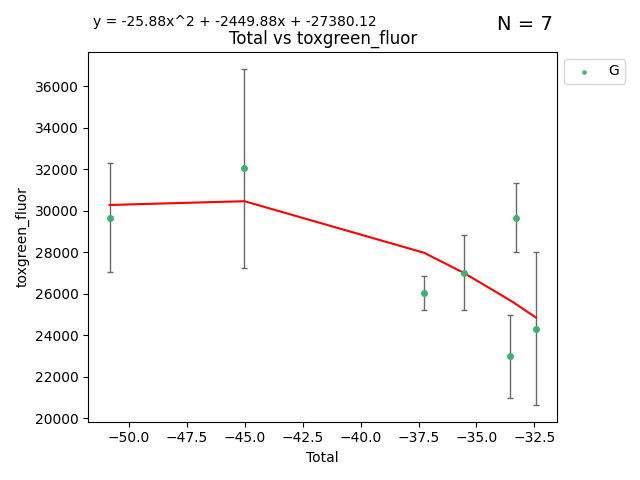 y = -25.88x^2 + -2449.88x + -27380.12
N = 7
Total vs toxgreen_fluor
G
36000
34000
32000
30000
28000
26000
24000
22000
20000
toxgreen_fluor
−50.0 −47.5 −45.0 −42.5 −40.0 −37.5 −35.0 −32.5
Total